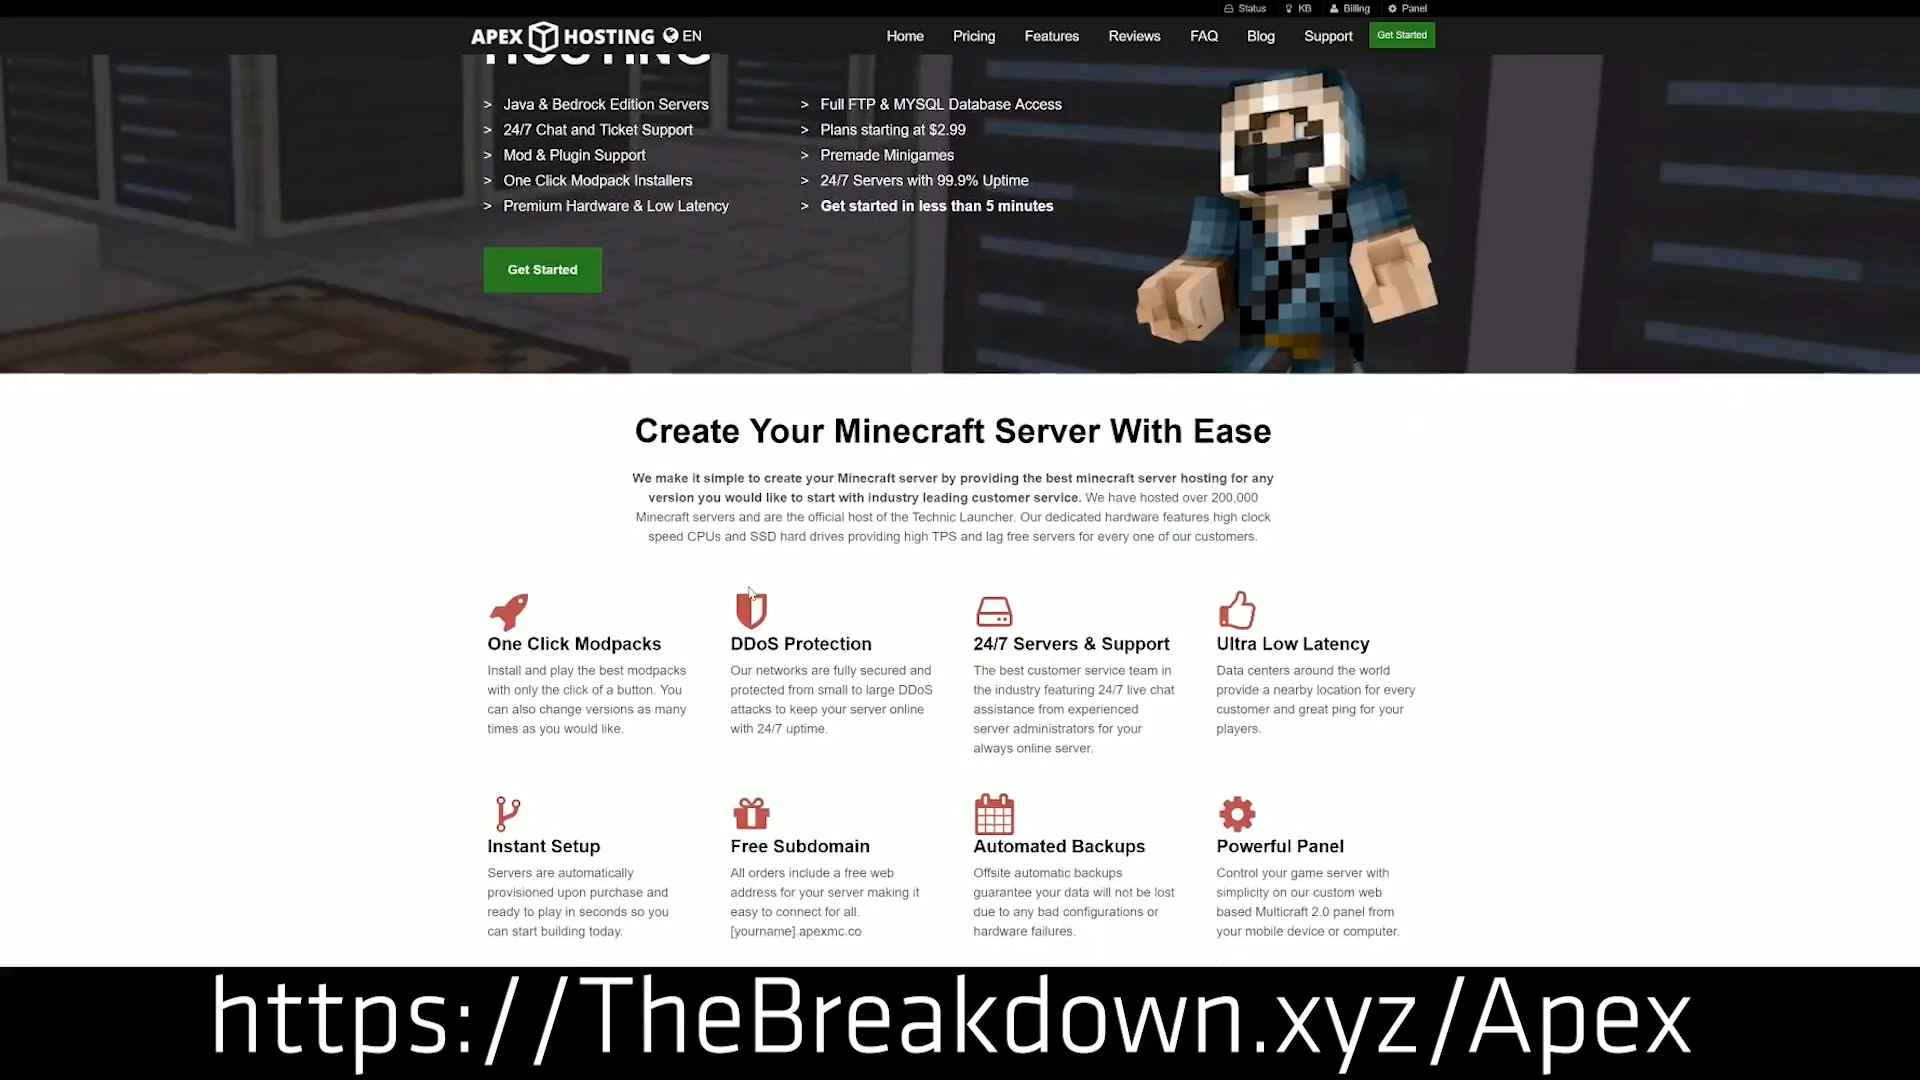 Status KB Billing Panel
APEX HOSTING EN Home Pricing Features Reviews FAQ Blog Support Get Started
HOSTING
> Java & Bedrock Edition Servers
> 24/7 Chat and Ticket Support
> Mod & Plugin Support
> One Click Modpack Installers
> Premium Hardware & Low Latency
> Full FTP & MYSQL Database Access
> Plans starting at $2.99
> Premade Minigames
> 24/7 Servers with 99.9% Uptime
> Get started in less than 5 minutes
Get Started
Create Your Minecraft Server With Ease
We make it simple to create your Minecraft server by providing the best minecraft server hosting for any
version you would like to start with industry leading customer service. We have hosted over 200,000
Minecraft servers and are the official host of the Technic Launcher. Our dedicated hardware features high clock
speed CPUs and SSD hard drives providing high TPS and lag free servers for every one of our customers.
One Click Modpacks
Install and play the best modpacks
with only the click of a button. You
can also change versions as many
times as you would like.
DDoS Protection
Our networks are fully secured and
protected from small to large DDoS
attacks to keep your server online
with 24/7 uptime.
24/7 Servers & Support
The best customer service team in
the industry featuring 24/7 live chat
assistance from experienced
server administrators for your
always online server.
Ultra Low Latency
Data centers around the world
provide a nearby location for every
customer and great ping for your
players.
Instant Setup
Servers are automatically
provisioned upon purchase and
ready to play in seconds so you
can start building today.
Free Subdomain
All orders include a free web
address for your server making it
easy to connect for all.
[yourname].apexmc.co
Automated Backups
Offsite automatic backups
guarantee your data will not be lost
due to any bad configurations or
hardware failures.
Powerful Panel
Control your game server with
simplicity on our custom web
based Multicraft 2.0 panel from
your mobile device or computer.
https://TheBreakdown.xyz/Apex